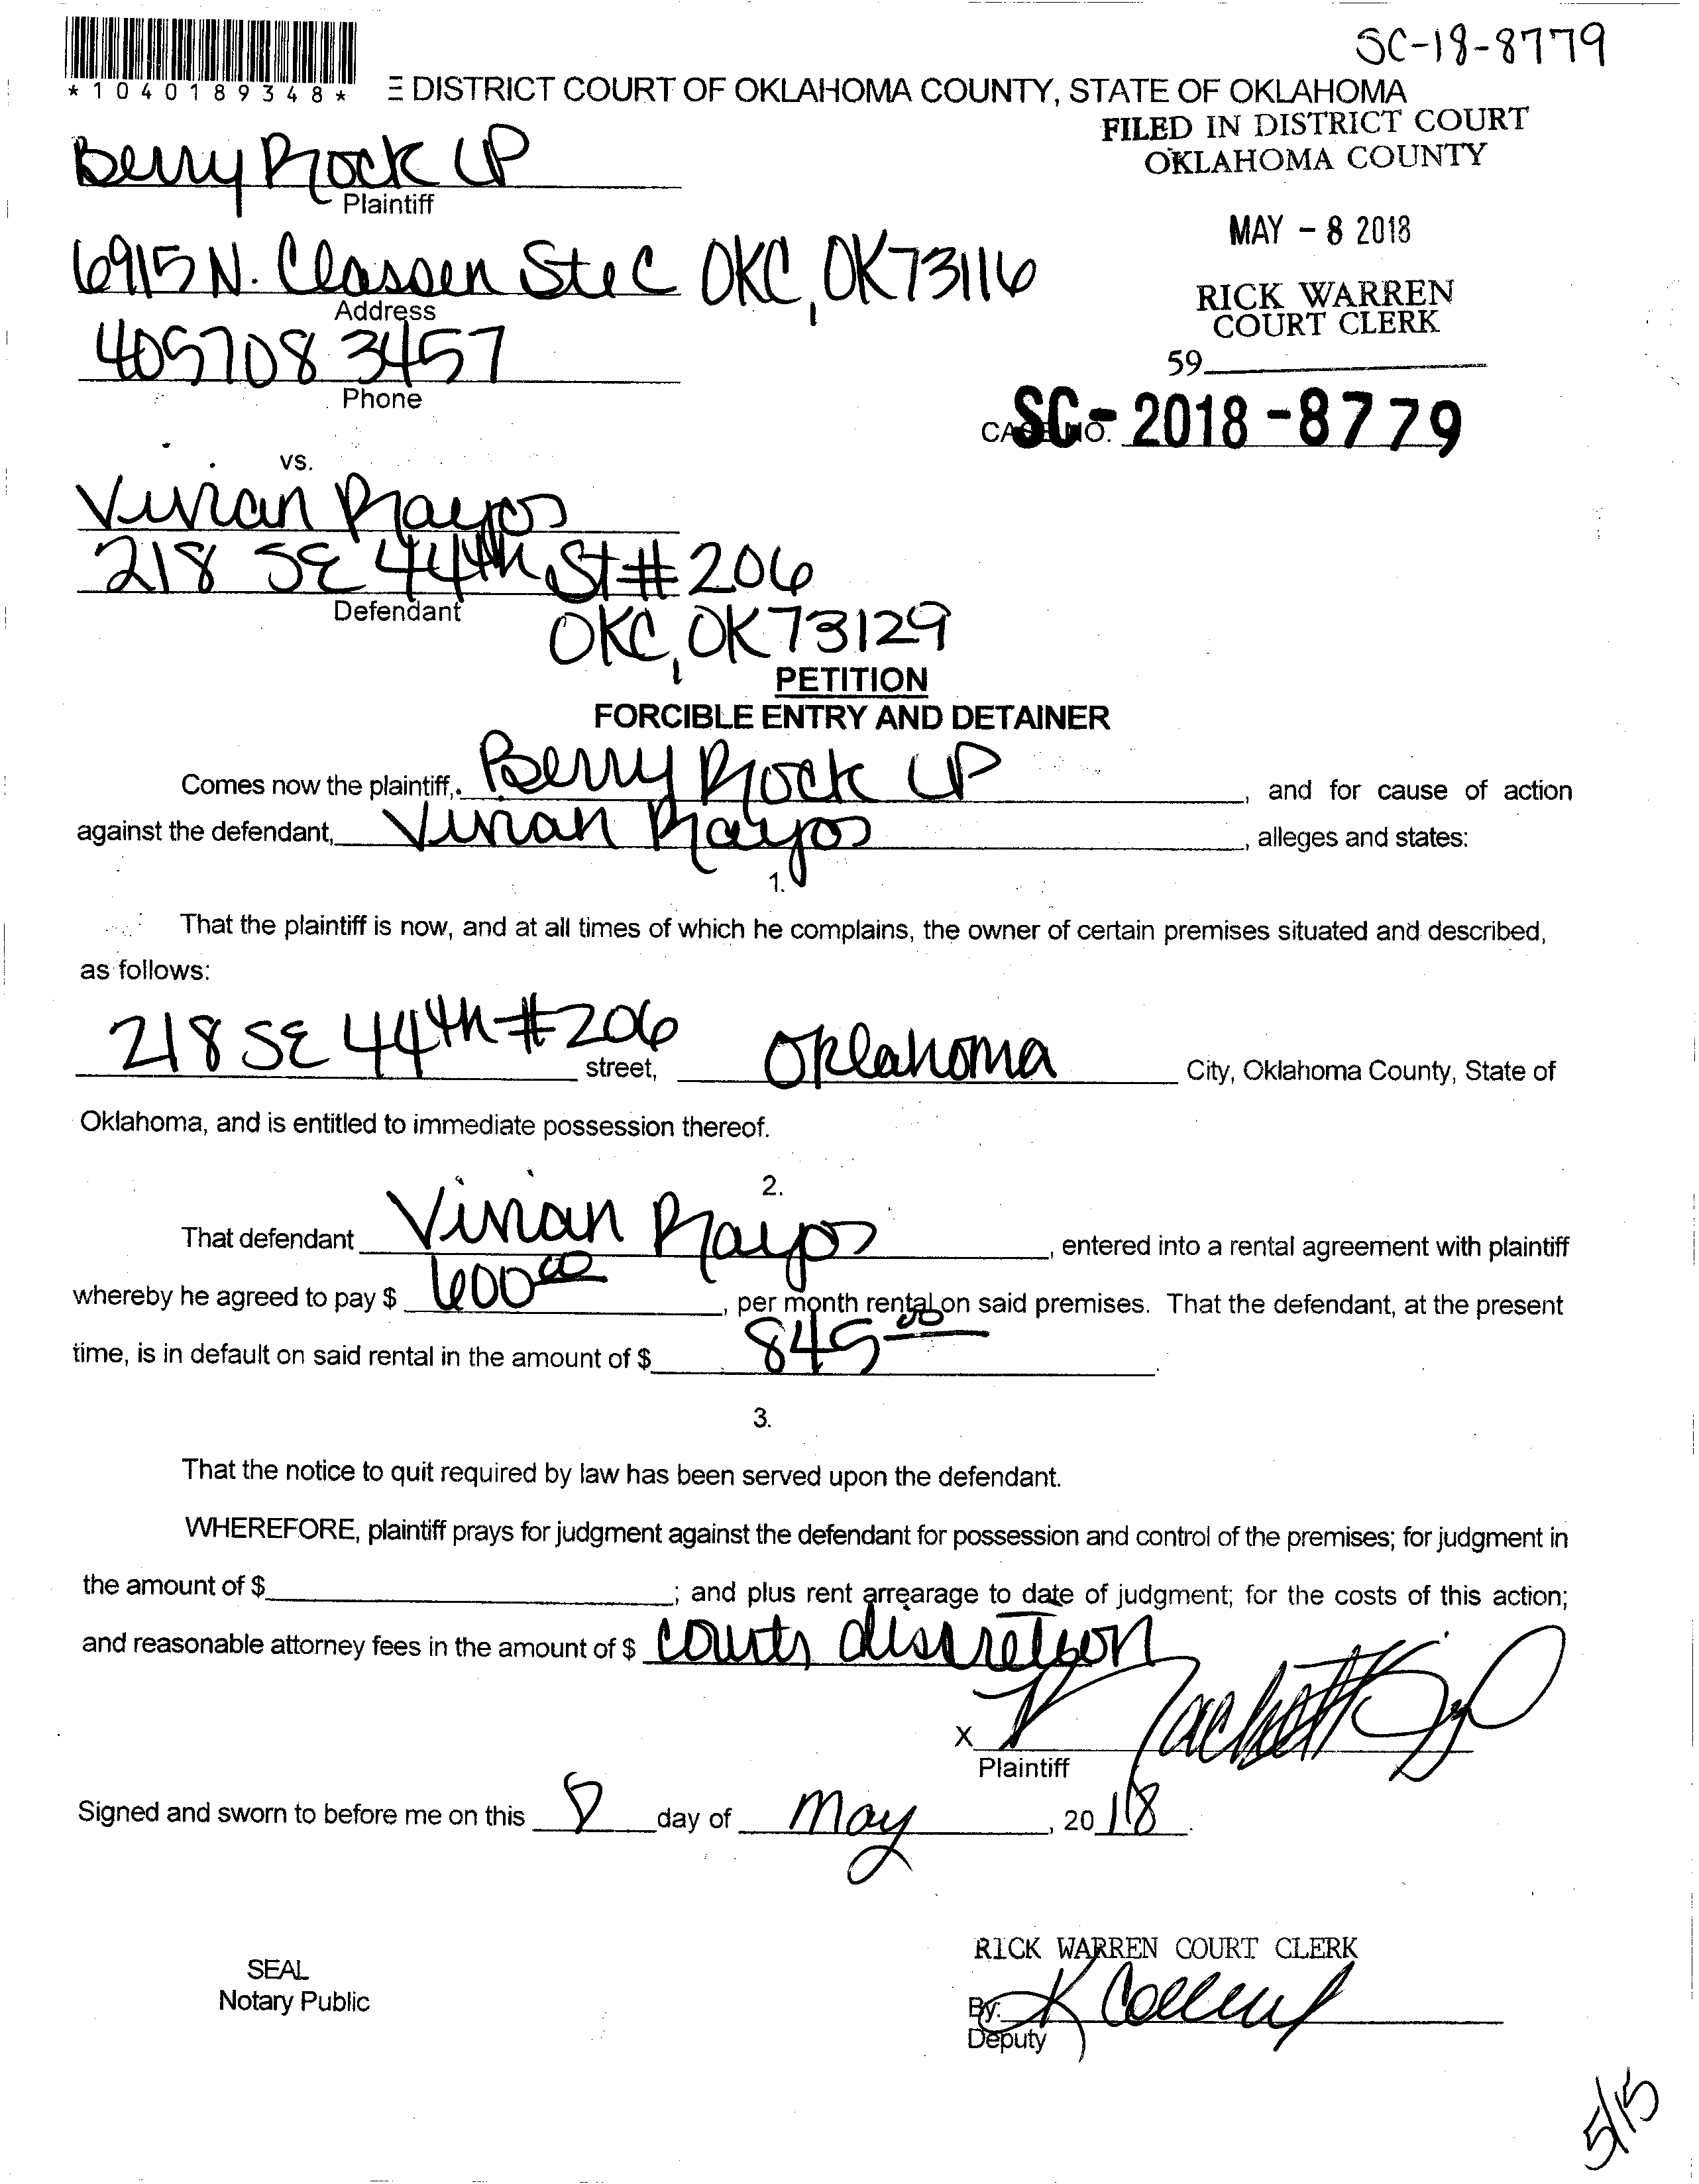 SC-18-8779
*1040189348*
E DISTRICT COURT OF OKLAHOMA COUNTY, STATE OF OKLAHOMA
FILED IN DISTRICT COURT
OKLAHOMA COUNTY
Berry Rock LP
Plaintiff
MAY - 8 2018
6915 N. Classen Ste C OKC, OK 73116
Address
RICK WARREN
COURT CLERK
405 708 3457
Phone
59
CASE NO. SC-2018-8779
vs.
Vivian Rayos
218 SE 44th St # 206
Defendant
OKC, OK 73129
PETITION
FORCIBLE ENTRY AND DETAINER
Comes now the plaintiff, Berry Rock LP, and for cause of action
against the defendant, Vivian Rayos, alleges and states:
1.
That the plaintiff is now, and at all times of which he complains, the owner of certain premises situated and described,
as follows:
218 SE 44th #206 street, Oklahoma City, Oklahoma County, State of
Oklahoma, and is entitled to immediate possession thereof.
2.
That defendant Vivian Rayos, entered into a rental agreement with plaintiff
whereby he agreed to pay $ 600 00, per month rental on said premises. That the defendant, at the present
time, is in default on said rental in the amount of $ 845 00.
3.
That the notice to quit required by law has been served upon the defendant.
WHEREFORE, plaintiff prays for judgment against the defendant for possession and control of the premises; for judgment in
the amount of $ ; and plus rent arrearage to date of judgment; for the costs of this action;
and reasonable attorney fees in the amount of $ courts discretion
X
Plaintiff
Signed and sworn to before me on this 8 day of May, 2018.
RICK WARREN COURT CLERK
SEAL
Notary Public
By:
Deputy
5/15